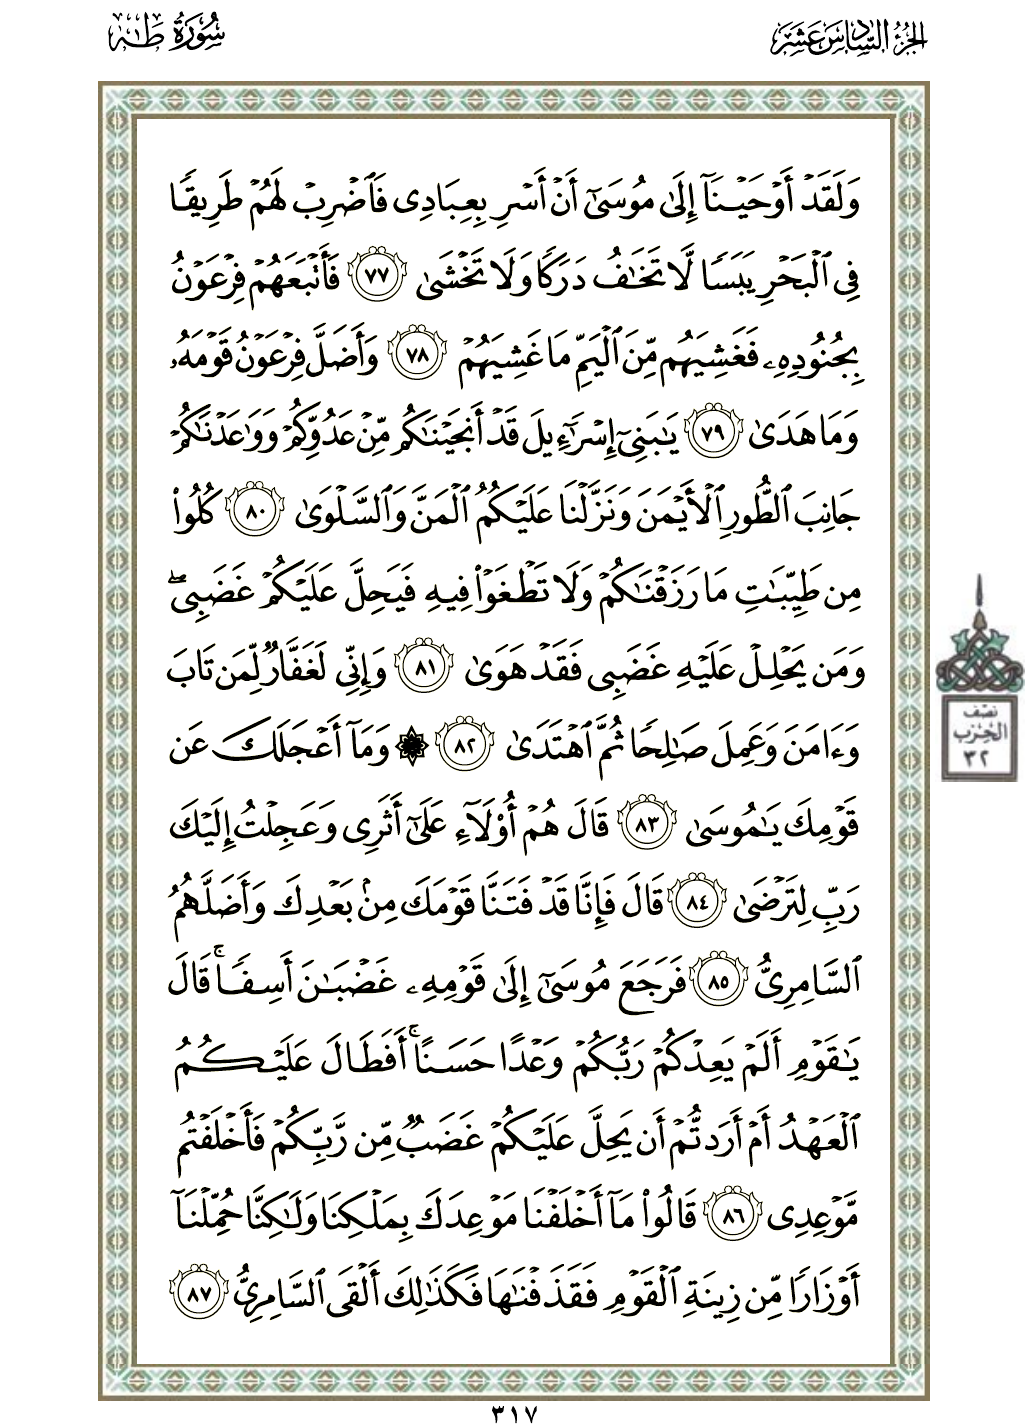 الجزء السادس عشر
سورة طه
وَلَقَدْ أَوْحَيْنَآ إِلَىٰ مُوسَىٰٓ أَنْ أَسْرِ بِعِبَادِى فَٱضْرِبْ لَهُمْ طَرِيقًا
فِى ٱلْبَحْرِ يَبَسًا لَّا تَخَٰفُ دَرَكًا وَلَا تَخْشَىٰ ٧٧ فَأَتْبَعَهُمْ فِرْعَوْنُ
بِجُنُودِهِۦ فَغَشِيَهُم مِّنَ ٱلْيَمِّ مَا غَشِيَهُمْ ٧٨ وَأَضَلَّ فِرْعَوْنُ قَوْمَهُۥ
وَمَا هَدَىٰ ٧٩ يَٰبَنِىٓ إِسْرَٰٓءِيلَ قَدْ أَنجَيْنَٰكُم مِّنْ عَدُوِّكُمْ وَوَٰعَدْنَٰكُمْ
جَانِبَ ٱلطُّورِ ٱلْأَيْمَنَ وَنَزَّلْنَا عَلَيْكُمُ ٱلْمَنَّ وَٱلسَّلْوَىٰ ٨٠ كُلُوا۟
مِن طَيِّبَٰتِ مَا رَزَقْنَٰكُمْ وَلَا تَطْغَوْا۟ فِيهِ فَيَحِلَّ عَلَيْكُمْ غَضَبِى ۖ
وَمَن يَحْلِلْ عَلَيْهِ غَضَبِى فَقَدْ هَوَىٰ ٨١ وَإِنِّى لَغَفَّارٌ لِّمَن تَابَ
وَءَامَنَ وَعَمِلَ صَٰلِحًا ثُمَّ ٱهْتَدَىٰ ٨٢ ۞ وَمَآ أَعْجَلَكَ عَن
قَوْمِكَ يَٰمُوسَىٰ ٨٣ قَالَ هُمْ أُو۟لَآءِ عَلَىٰٓ أَثَرِى وَعَجِلْتُ إِلَيْكَ
رَبِّ لِتَرْضَىٰ ٨٤ قَالَ فَإِنَّا قَدْ فَتَنَّا قَوْمَكَ مِنۢ بَعْدِكَ وَأَضَلَّهُمُ
ٱلسَّامِرِىُّ ٨٥ فَرَجَعَ مُوسَىٰٓ إِلَىٰ قَوْمِهِۦ غَضْبَٰنَ أَسِفًا ۚ قَالَ
يَٰقَوْمِ أَلَمْ يَعِدْكُمْ رَبُّكُمْ وَعْدًا حَسَنًا ۚ أَفَطَالَ عَلَيْكُمُ
ٱلْعَهْدُ أَمْ أَرَدتُّمْ أَن يَحِلَّ عَلَيْكُمْ غَضَبٌ مِّن رَّبِّكُمْ فَأَخْلَفْتُم
مَّوْعِدِى ٨٦ قَالُوا۟ مَآ أَخْلَفْنَا مَوْعِدَكَ بِمَلْكِنَا وَلَٰكِنَّا حُمِّلْنَآ
أَوْزَارًا مِّن زِينَةِ ٱلْقَوْمِ فَقَذَفْنَٰهَا فَكَذَٰلِكَ أَلْقَى ٱلسَّامِرِىُّ ٨٧
نصف
الحزب
٣٢
٣١٧